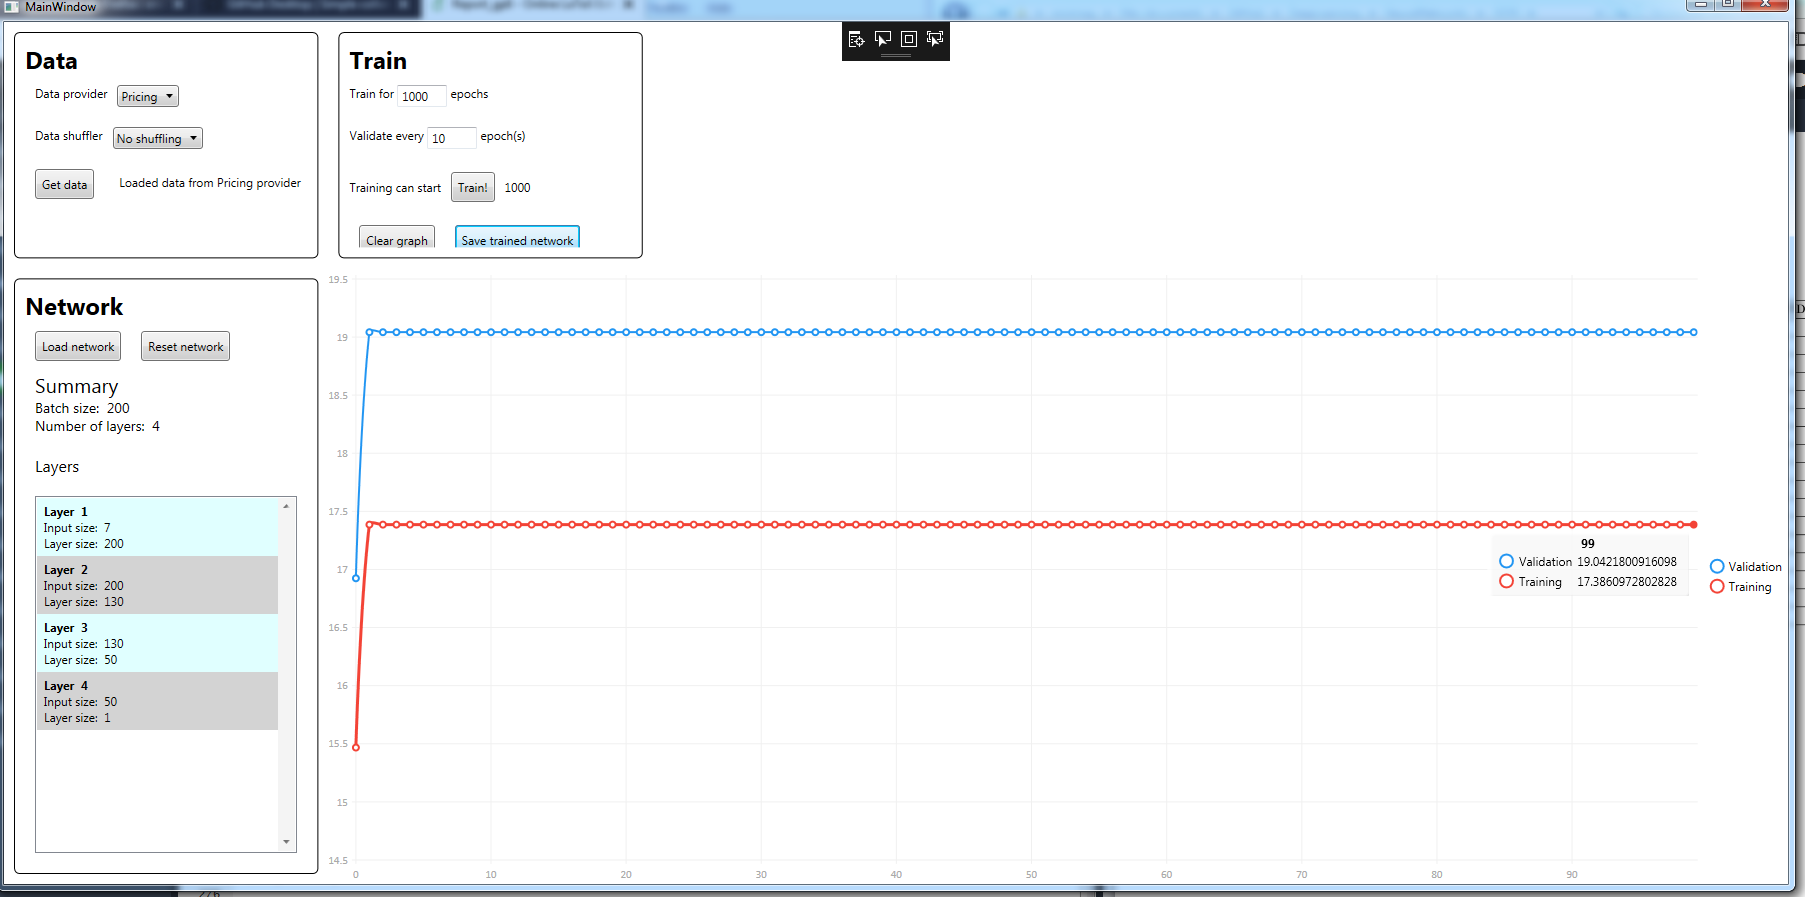 MainWindow
Data
Data provider Pricing
Data shuffler No shuffling
Get data Loaded data from Pricing provider
Train
Train for 1000 epochs
Validate every 10 epoch(s)
Training can start Train! 1000
Clear graph Save trained network
Network
Load network Reset network
Summary
Batch size: 200
Number of layers: 4
Layers
Layer 1
Input size: 7
Layer size: 200
Layer 2
Input size: 200
Layer size: 130
Layer 3
Input size: 130
Layer size: 50
Layer 4
Input size: 50
Layer size: 1
19.5
19
18.5
18
17.5
17
16.5
16
15.5
15
14.5
0 10 20 30 40 50 60 70 80 90
99
Validation 19.0421800916098
Training 17.3860972802828
Validation
Training